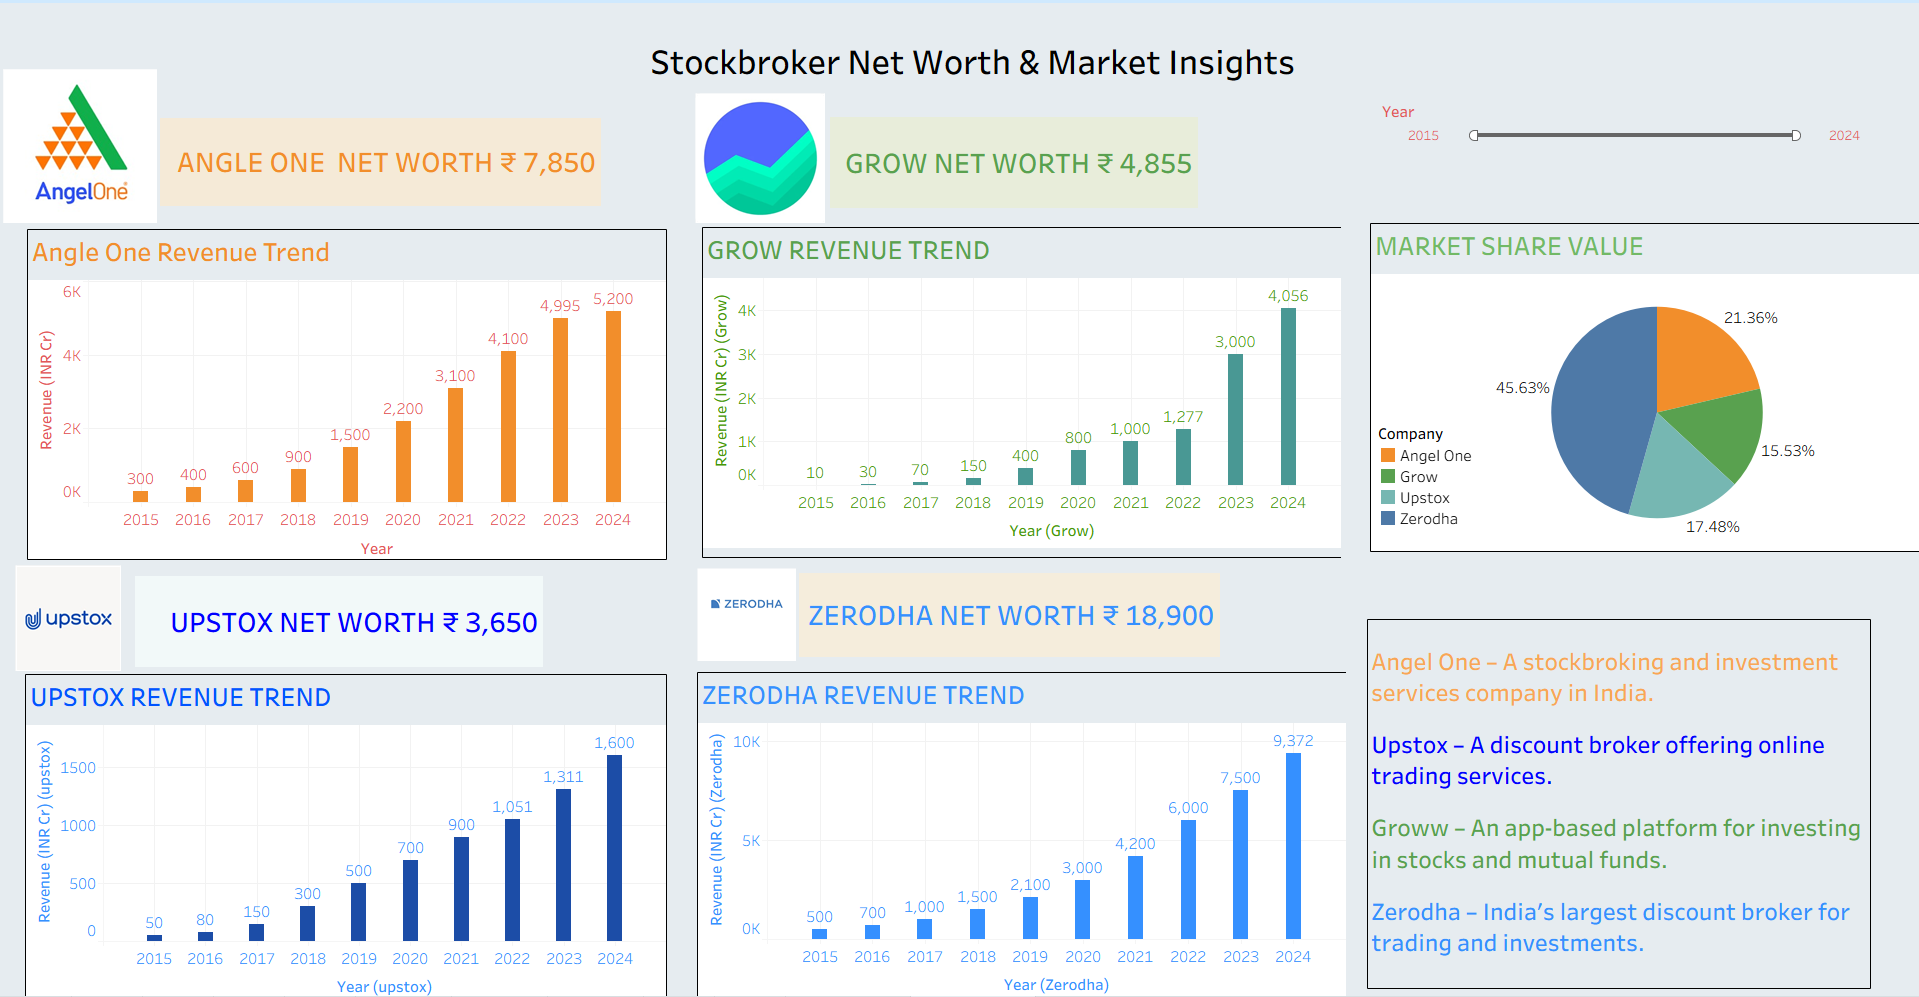 Stockbroker Net Worth & Market Insights
AngelOne
ANGLE ONE  NET WORTH ₹ 7,850
GROW NET WORTH ₹ 4,855
Year
2015
2024
Angle One Revenue Trend
Revenue (INR Cr)
6K
4K
2K
0K
300
400
600
900
1,500
2,200
3,100
4,100
4,995
5,200
2015 2016 2017 2018 2019 2020 2021 2022 2023 2024
Year
GROW REVENUE TREND
Revenue (INR Cr) (Grow)
4K
3K
2K
1K
0K
10
30
70
150
400
800
1,000
1,277
3,000
4,056
2015 2016 2017 2018 2019 2020 2021 2022 2023 2024
Year (Grow)
MARKET SHARE VALUE
21.36%
15.53%
17.48%
45.63%
Company
Angel One
Grow
Upstox
Zerodha
upstox
UPSTOX NET WORTH ₹ 3,650
ZERODHA
ZERODHA NET WORTH ₹ 18,900
UPSTOX REVENUE TREND
Revenue (INR Cr) (upstox)
1500
1000
500
0
50
80
150
300
500
700
900
1,051
1,311
1,600
2015 2016 2017 2018 2019 2020 2021 2022 2023 2024
Year (upstox)
ZERODHA REVENUE TREND
Revenue (INR Cr) (Zerodha)
10K
5K
0K
500
700
1,000
1,500
2,100
3,000
4,200
6,000
7,500
9,372
2015 2016 2017 2018 2019 2020 2021 2022 2023 2024
Year (Zerodha)
Angel One – A stockbroking and investment
services company in India.
Upstox – A discount broker offering online
trading services.
Groww – An app-based platform for investing
in stocks and mutual funds.
Zerodha – India’s largest discount broker for
trading and investments.